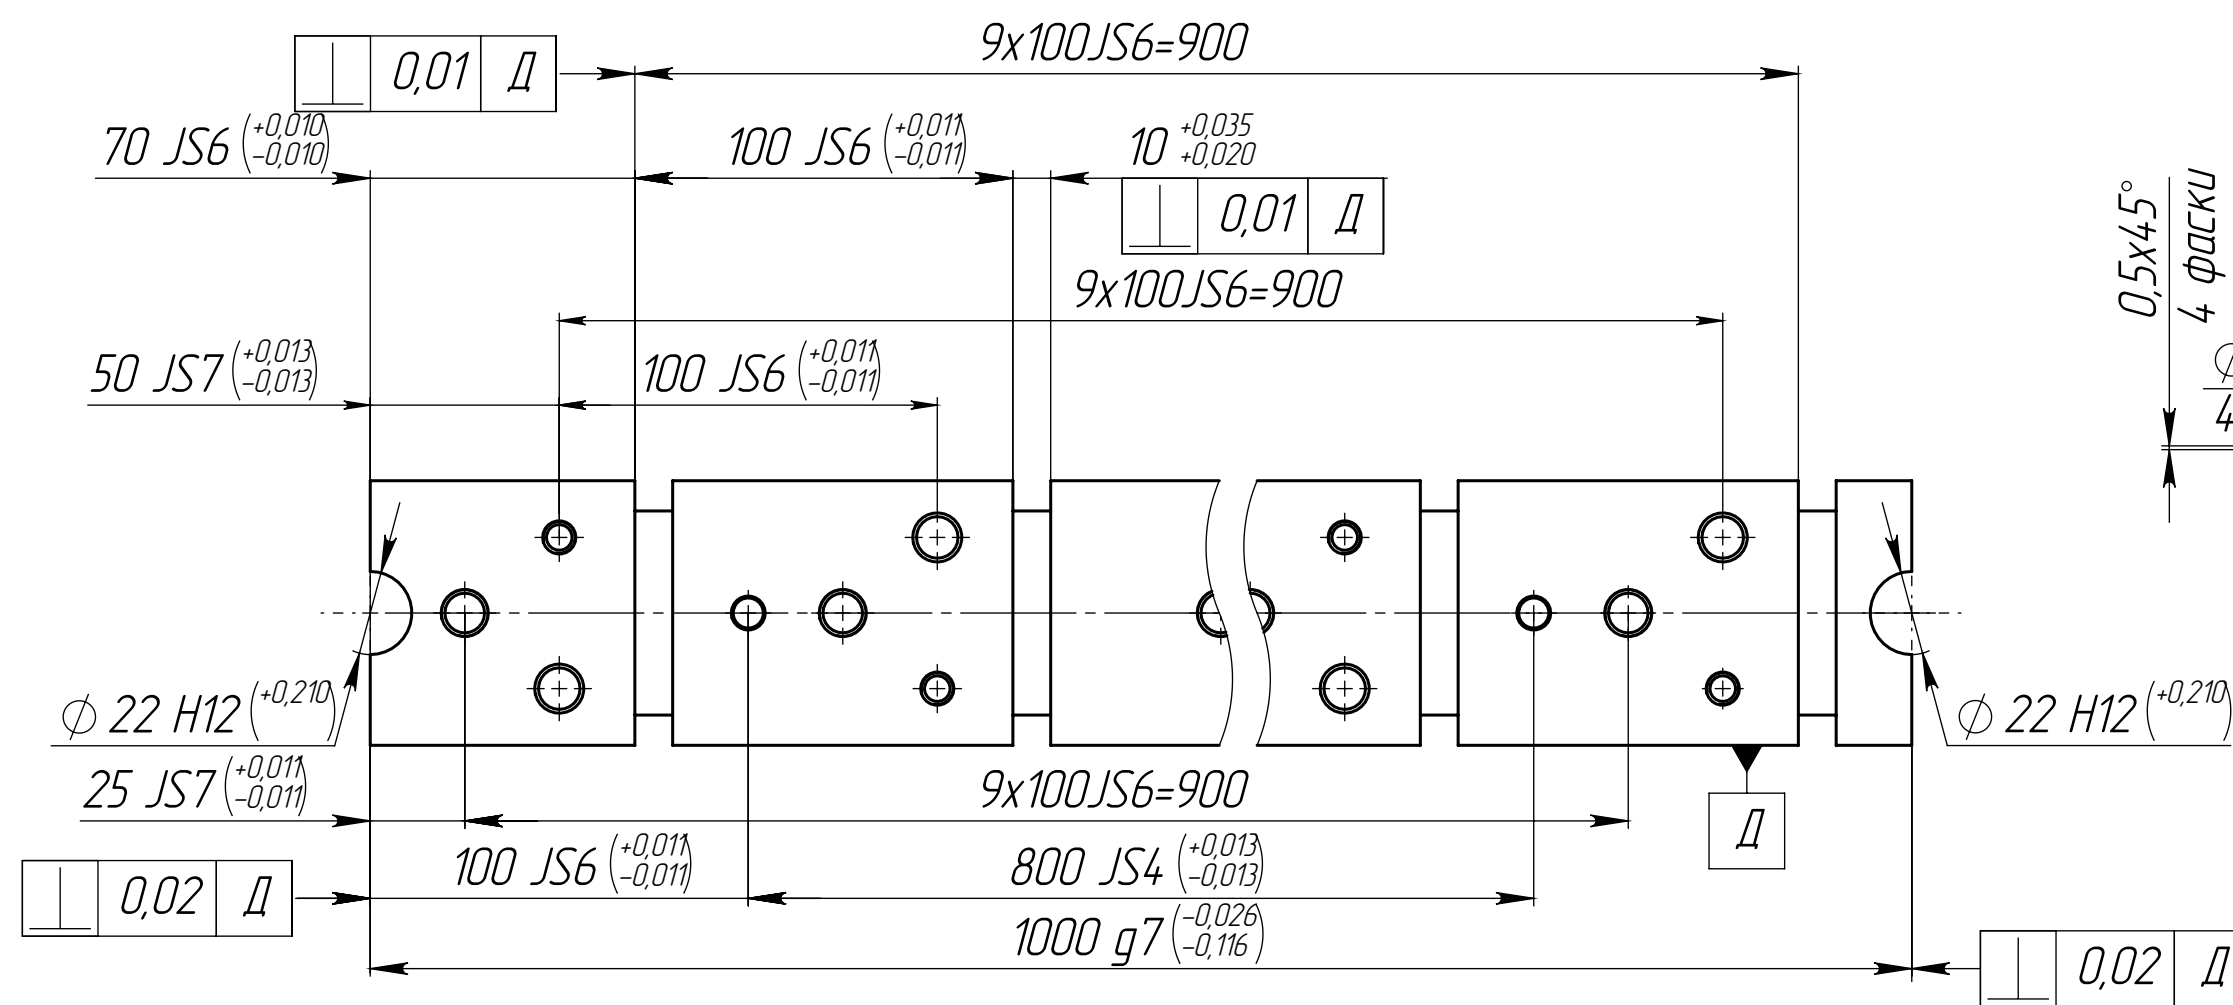 9x100JS6=900
⊥ 0,01 Д
70 JS6 (+0,010
-0,010)
100 JS6 (+0,011
-0,011)
10 +0,035
+0,020
⊥ 0,01 Д
9x100JS6=900
0,5x45°
4 фаски
50 JS7 (+0,013
-0,013)
100 JS6 (+0,011
-0,011)
⌀
4
⌀ 22 H12 (+0,210)
⌀ 22 H12 (+0,210)
25 JS7 (+0,011
-0,011)
9x100JS6=900
Д
100 JS6 (+0,011
-0,011)
800 JS4 (+0,013
-0,013)
⊥ 0,02 Д
1000 g7 (-0,026
-0,116)
⊥ 0,02 Д